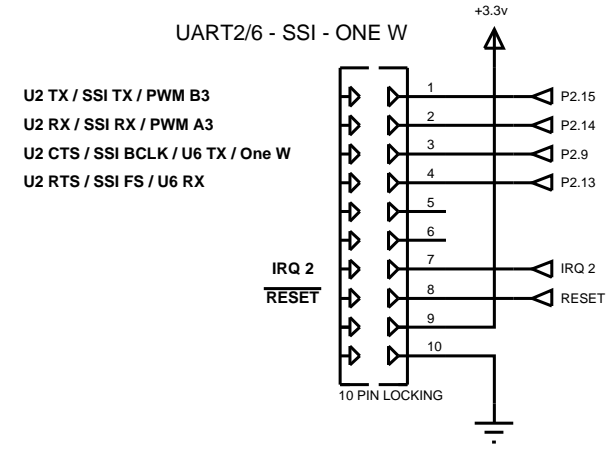 +3.3v
UART2/6 - SSI - ONE W
U2 TX / SSI TX / PWM B3 1 P2.15
U2 RX / SSI RX / PWM A3 2 P2.14
U2 CTS / SSI BCLK / U6 TX / One W 3 P2.9
U2 RTS / SSI FS / U6 RX 4 P2.13
5
6
IRQ 2 7 IRQ 2
RESET 8 RESET
9
10
10 PIN LOCKING